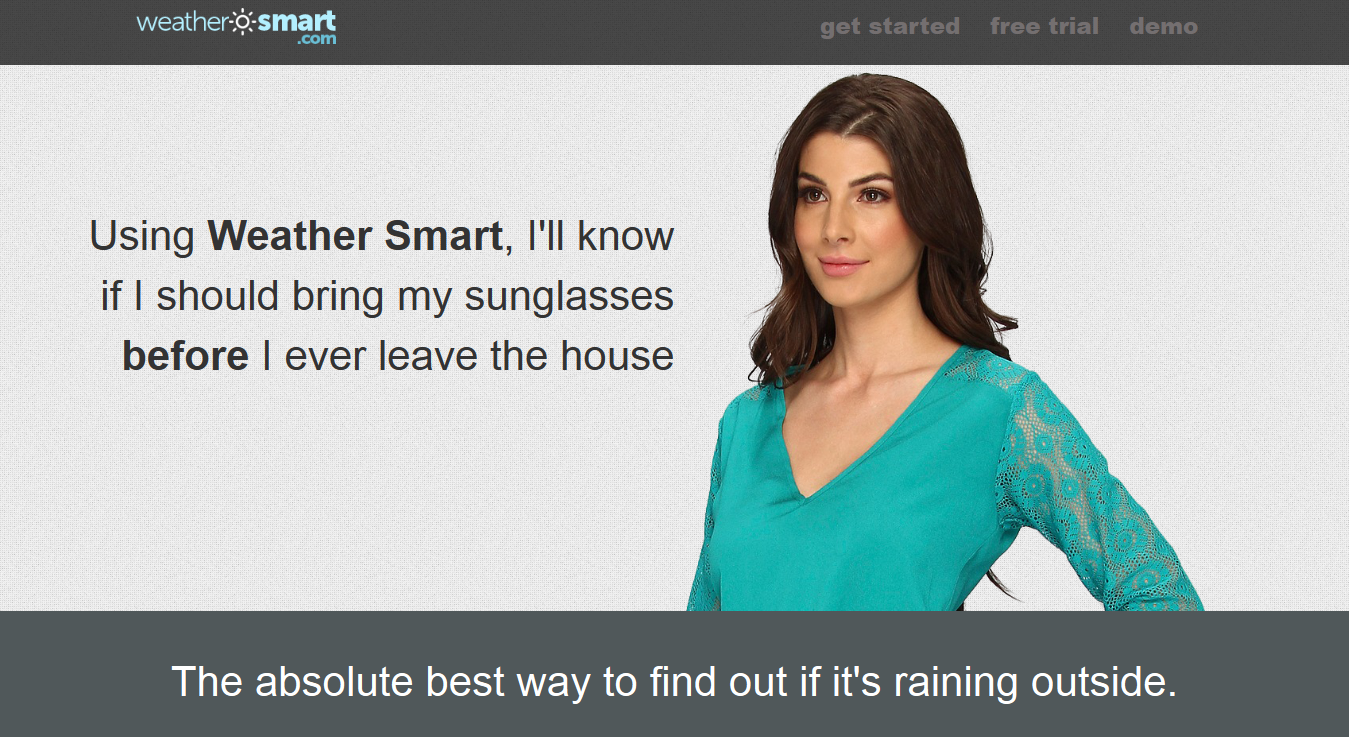 weather smart
.com
get started free trial demo
Using Weather Smart, I'll know
if I should bring my sunglasses
before I ever leave the house
The absolute best way to find out if it's raining outside.